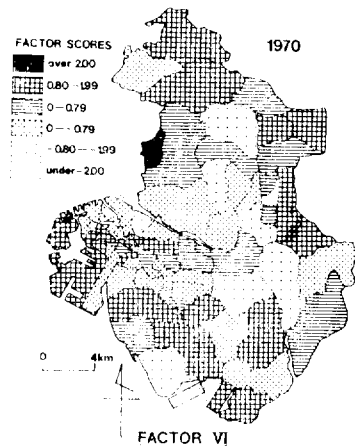 FACTOR SCORES
1970
over 2.00
0.80-1.99
0-0.79
0--0.79
-0.80--1.99
under-2.00
0 4km
FACTOR VI